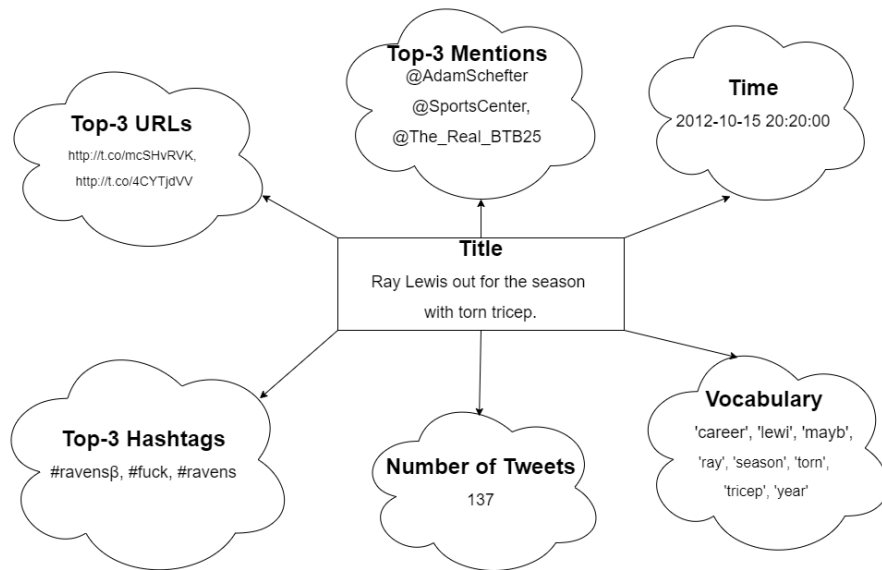 Top-3 Mentions
@AdamSchefter
@SportsCenter,
@The_Real_BTB25
Time
2012-10-15 20:20:00
Top-3 URLs
http://t.co/mcSHvRVK,
http://t.co/4CYTjdVV
Title
Ray Lewis out for the season
with torn tricep.
Top-3 Hashtags
#ravensβ, #fuck, #ravens
Number of Tweets
137
Vocabulary
'career', 'lewi', 'mayb',
'ray', 'season', 'torn',
'tricep', 'year'